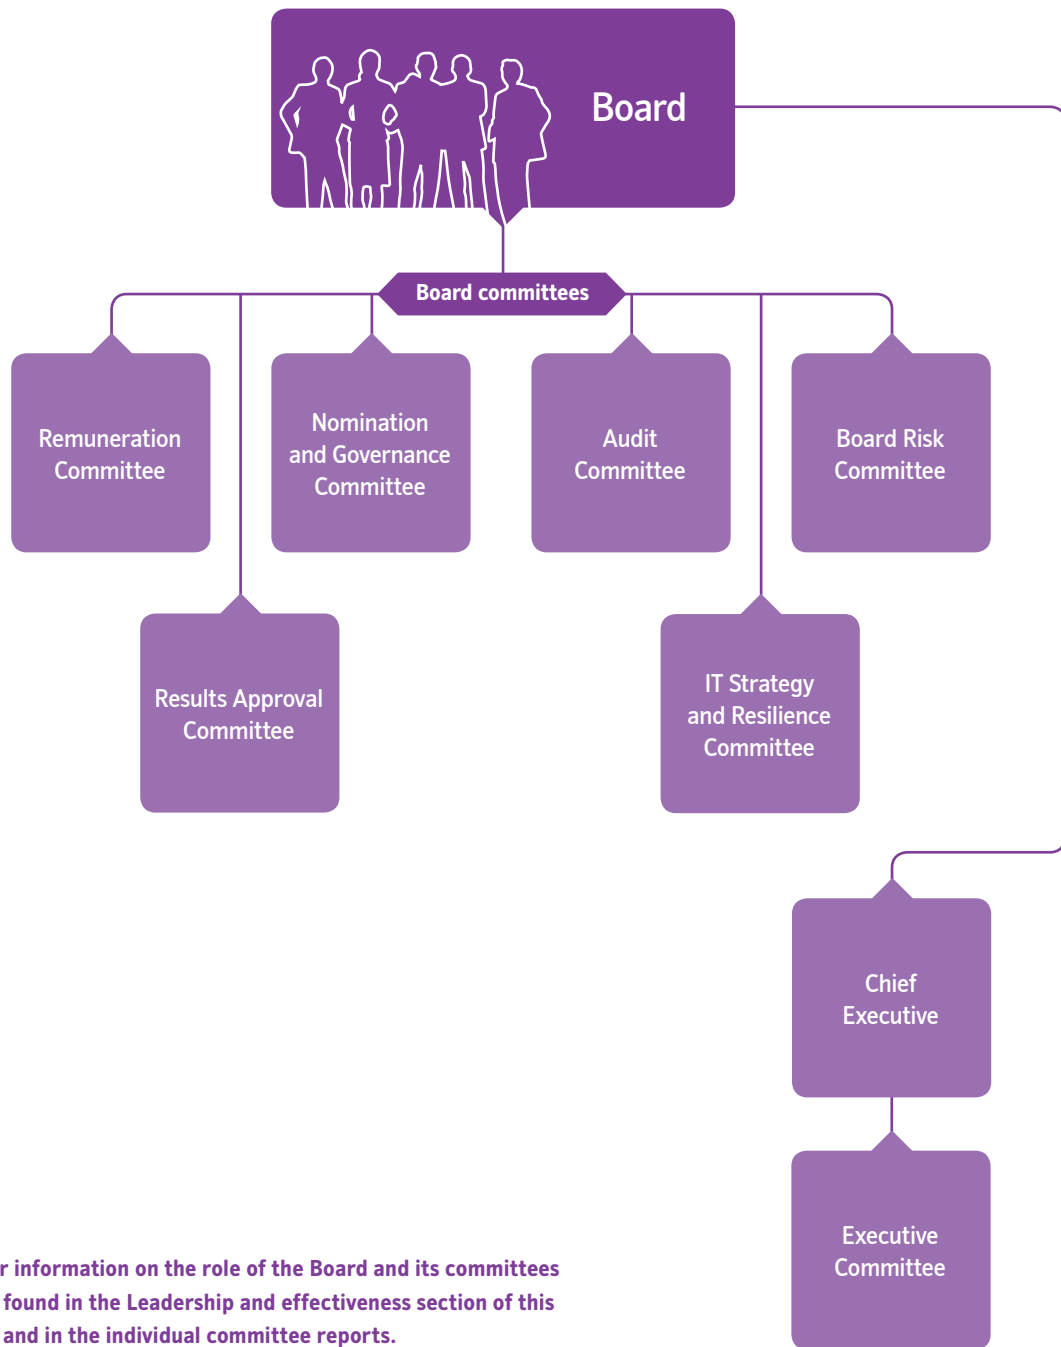 Board
Board committees
Remuneration
Committee
Nomination
and Governance
Committee
Audit
Committee
Board Risk
Committee
Results Approval
Committee
IT Strategy
and Resilience
Committee
Chief
Executive
Executive
Committee
r information on the role of the Board and its committees
found in the Leadership and effectiveness section of this
and in the individual committee reports.